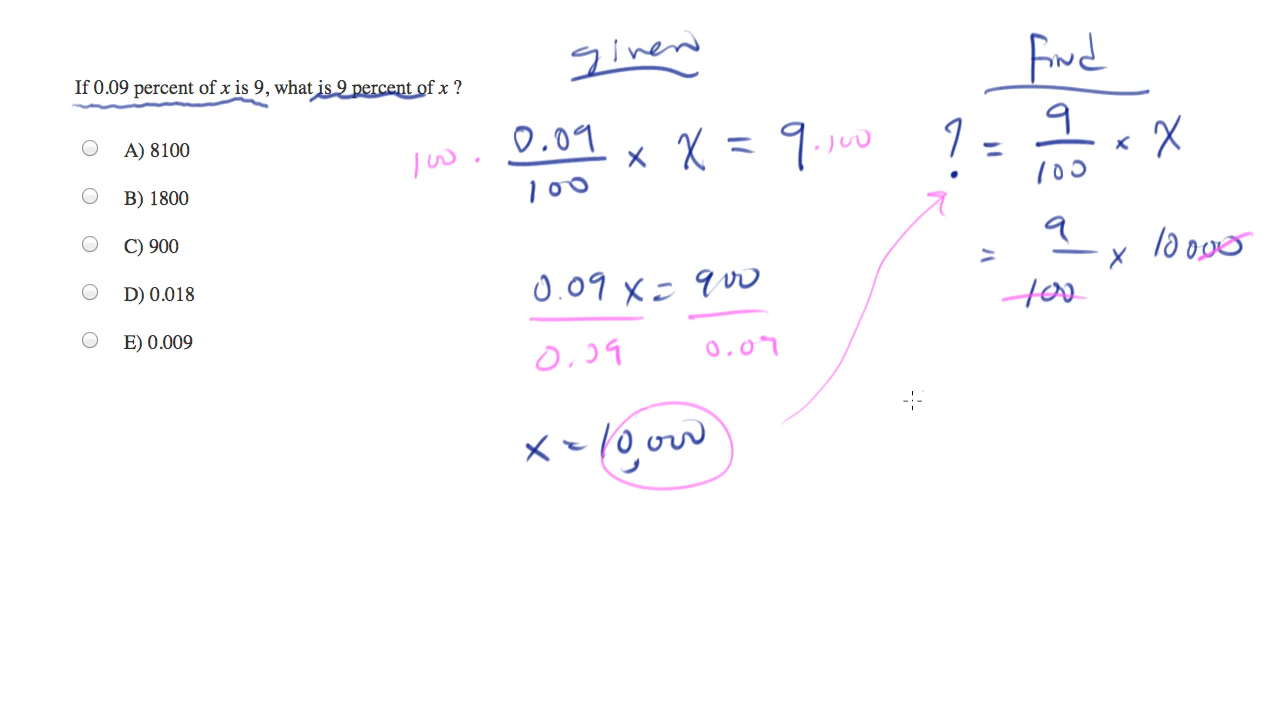 given
Find
If 0.09 percent of x is 9, what is 9 percent of x ?
A) 8100
B) 1800
C) 900
D) 0.018
E) 0.009
100 · 0.09/100 × x = 9 .100
0.09 x = 900
0.09 0.09
x = 10,000
? = 9/100 × x
= 9/100 × 10000